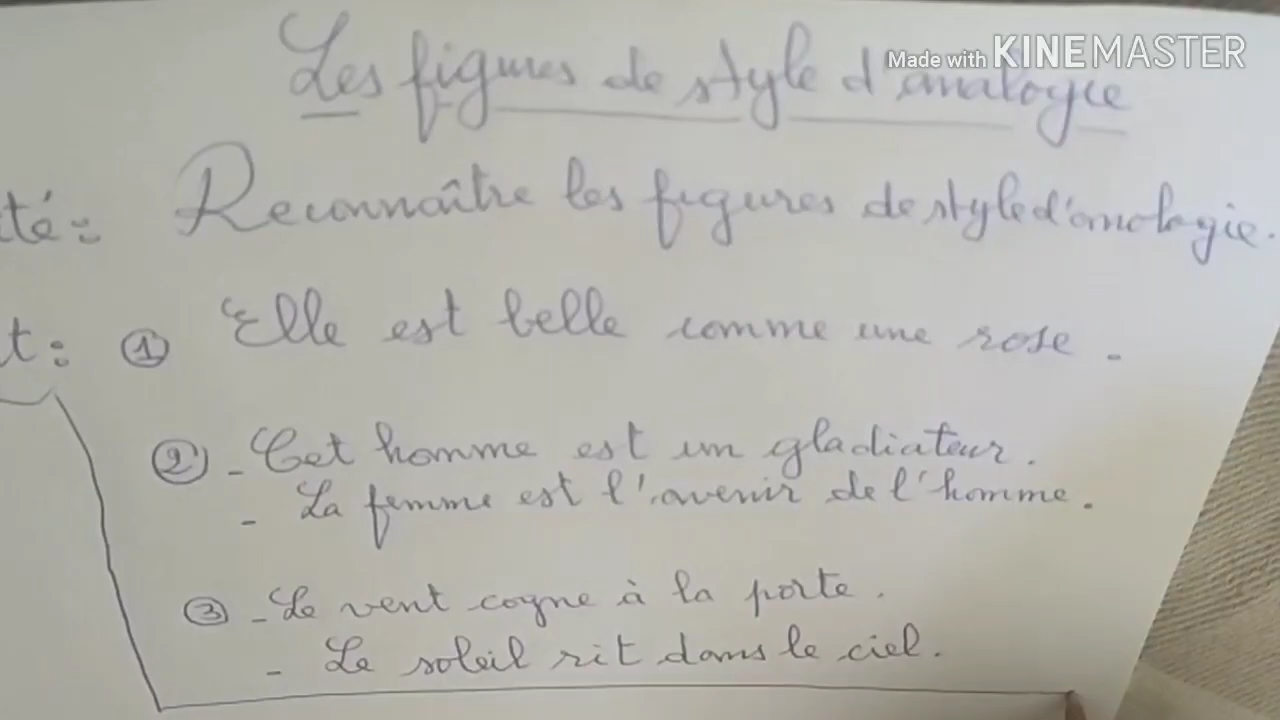 Made with KINEMASTER
Les figures de style d'analogie
té: Reconnaître les figures de style d'analogie.
t: ① Elle est belle comme une rose.
② - Cet homme est un gladiateur.
- La femme est l'avenir de l'homme.
③ - Le vent cogne à la porte.
- Le soleil rit dans le ciel.